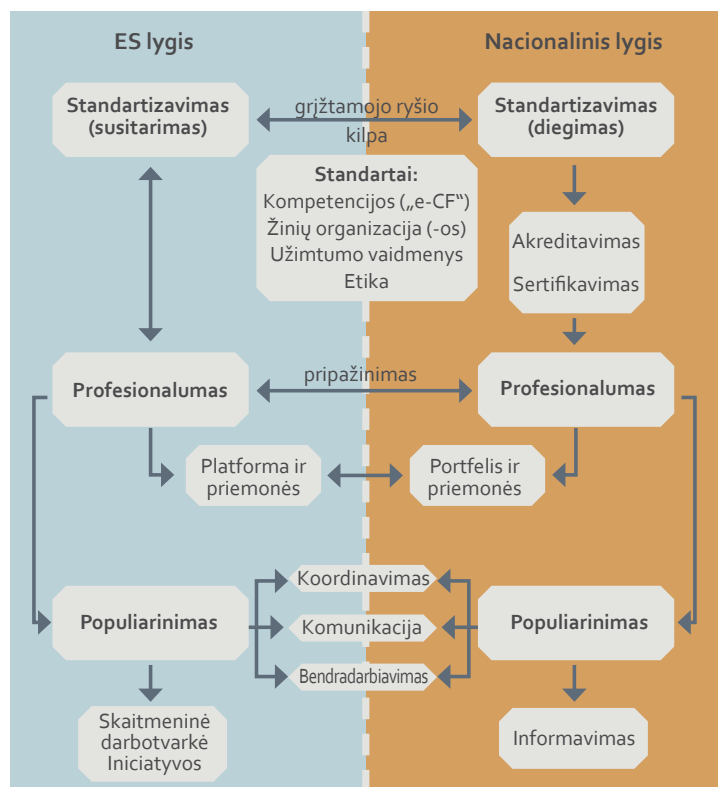 ES lygis
Nacionalinis lygis
Standartizavimas
(susitarimas)
grįžtamojo ryšio
kilpa
Standartizavimas
(diegimas)
Standartai:
Kompetencijos („e-CF“)
Žinių organizacija (-os)
Užimtumo vaidmenys
Etika
Akreditavimas
Sertifikavimas
Profesionalumas
pripažinimas
Profesionalumas
Platforma ir
priemonės
Portfelis ir
priemonės
Koordinavimas
Populiarinimas
Komunikacija
Populiarinimas
Bendradarbiavimas
Skaitmeninė
darbotvarkė
Iniciatyvos
Informavimas